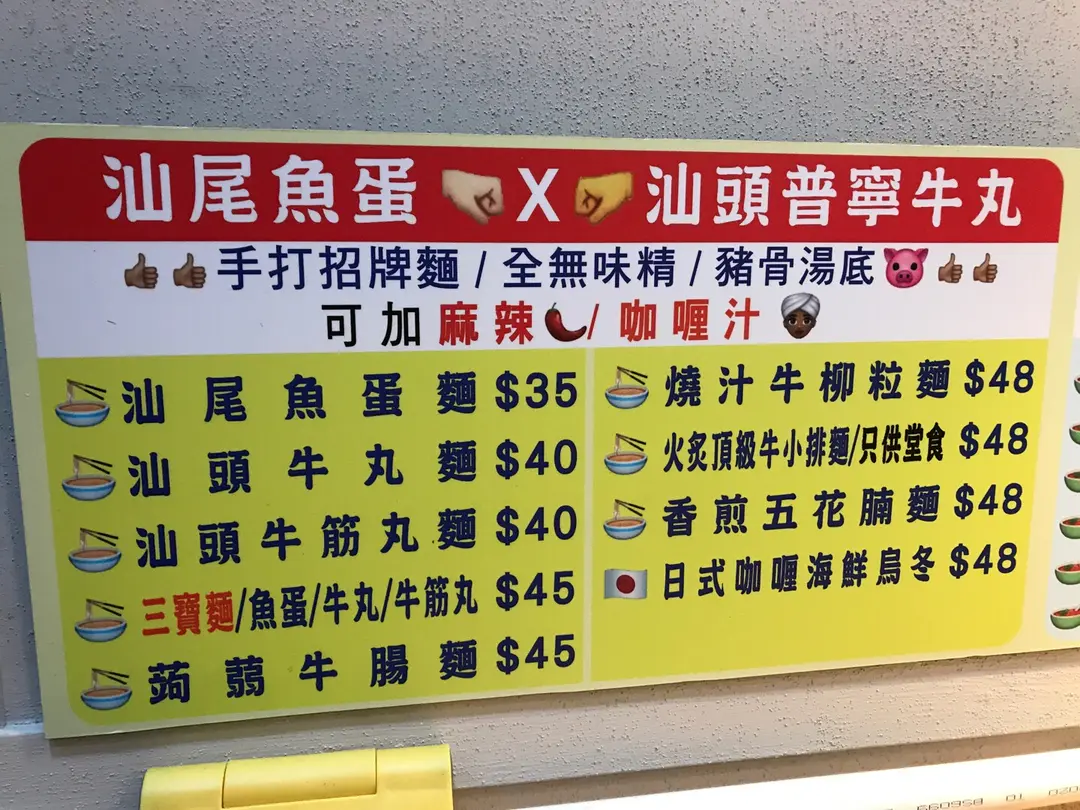 汕尾魚蛋 X 汕頭普寧牛丸
手打招牌麵 / 全無味精 / 豬骨湯底
可加麻辣/ 咖喱汁
汕尾魚蛋麵 $35
汕頭牛丸麵 $40
汕頭牛筋丸麵 $40
三寶麵/魚蛋/牛丸/牛筋丸 $45
蒟蒻牛腸麵 $45
燒汁牛柳粒麵 $48
火炙頂級牛小排麵/只供堂食 $48
香煎五花腩麵 $48
日式咖喱海鮮烏冬 $48